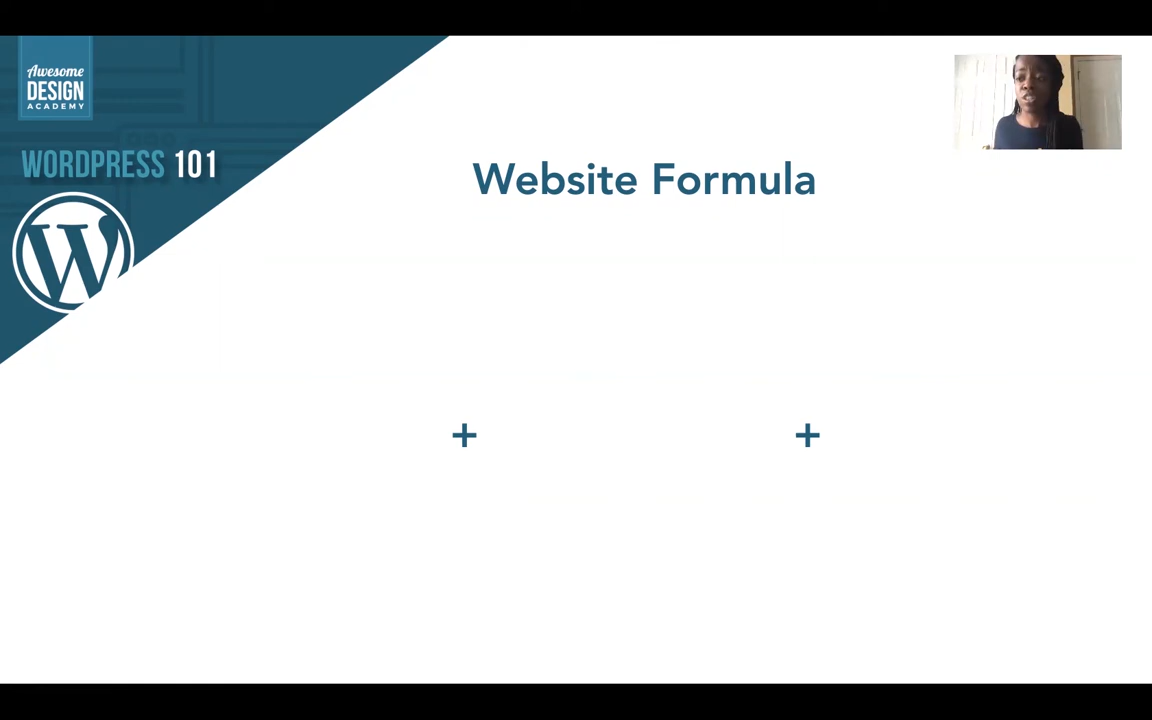 Awesome
DESIGN
ACADEMY
WORDPRESS 101
W
Website Formula
+ +